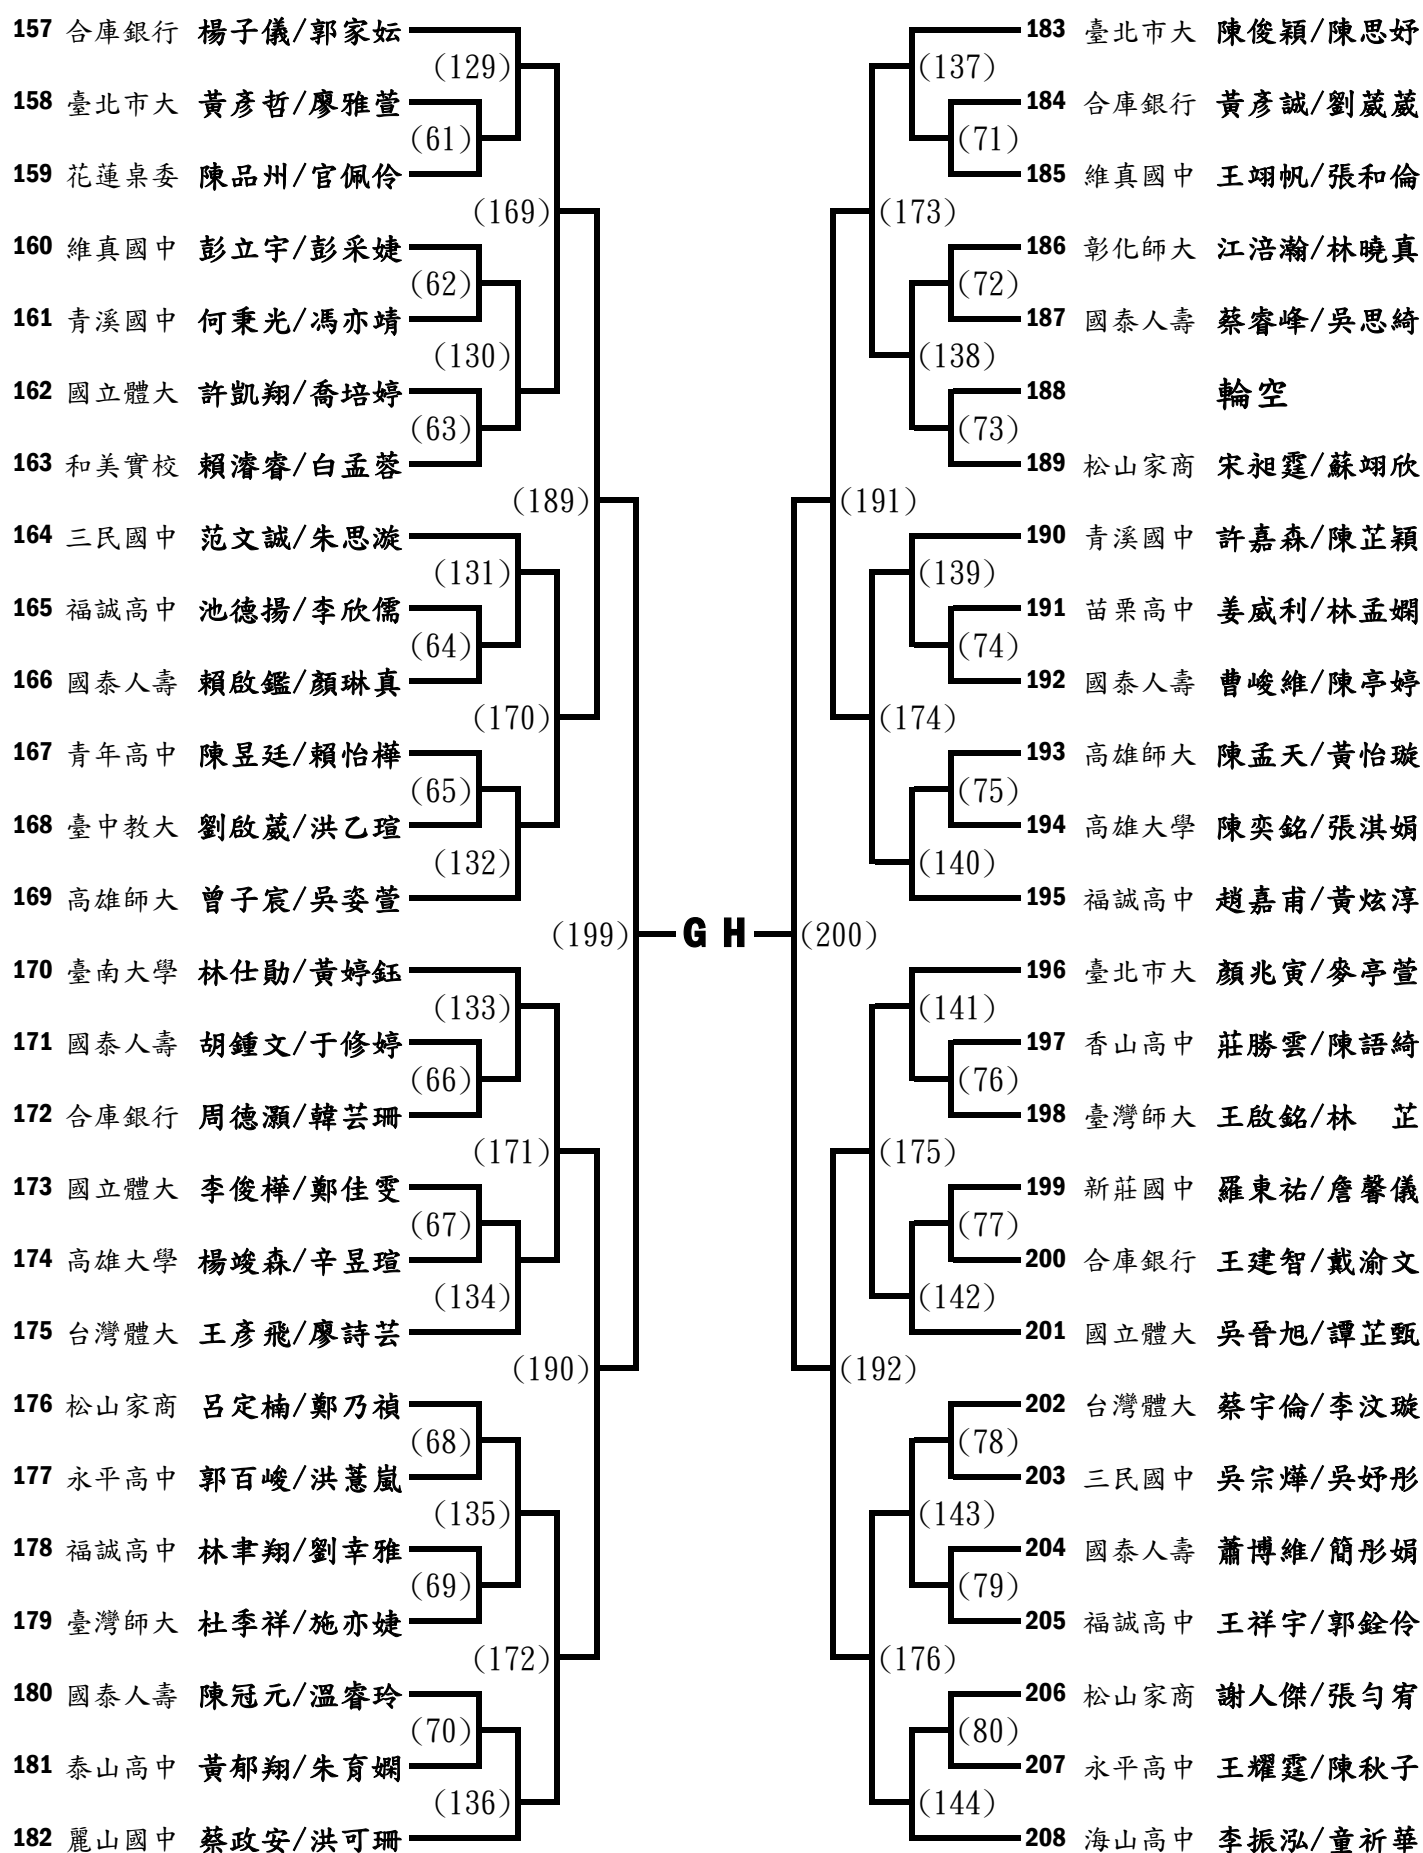 157 合庫銀行 楊子儀/郭家妘
(129)
158 臺北市大 黃彥哲/廖雅萱
(61)
159 花蓮桌委 陳品州/官佩伶
(169)
160 維真國中 彭立宇/彭采婕
(62)
161 青溪國中 何秉光/馮亦靖
(130)
162 國立體大 許凱翔/喬培婷
(63)
163 和美實校 賴濬睿/白孟蓉
(189)
164 三民國中 范文誠/朱思漩
(131)
165 福誠高中 池德揚/李欣儒
(64)
166 國泰人壽 賴啟鑑/顏琳真
(170)
167 青年高中 陳昱廷/賴怡樺
(65)
168 臺中教大 劉啟葳/洪乙瑄
(132)
169 高雄師大 曾子宸/吳姿萱
(199) G
170 臺南大學 林仕勛/黃婷鈺
(133)
171 國泰人壽 胡鍾文/于修婷
(66)
172 合庫銀行 周德灝/韓芸珊
(171)
173 國立體大 李俊樺/鄭佳雯
(67)
174 高雄大學 楊竣森/辛昱瑄
(134)
175 台灣體大 王彥飛/廖詩芸
(190)
176 松山家商 呂定楠/鄭乃禎
(68)
177 永平高中 郭百峻/洪薏嵐
(135)
178 福誠高中 林聿翔/劉幸雅
(69)
179 臺灣師大 杜季祥/施亦婕
(172)
180 國泰人壽 陳冠元/溫睿玲
(70)
181 泰山高中 黃郁翔/朱育嫻
(136)
182 麗山國中 蔡政安/洪可珊
183 臺北市大 陳俊穎/陳思妤
(137)
184 合庫銀行 黃彥誠/劉葳葳
(71)
185 維真國中 王翊帆/張和倫
(173)
186 彰化師大 江涪瀚/林曉真
(72)
187 國泰人壽 蔡睿峰/吳思綺
(138)
188 輪空
(73)
189 松山家商 宋昶霆/蘇翊欣
(191)
190 青溪國中 許嘉森/陳芷穎
(139)
191 苗栗高中 姜威利/林孟嫻
(74)
192 國泰人壽 曹峻維/陳亭婷
(174)
193 高雄師大 陳孟天/黃怡璇
(75)
194 高雄大學 陳奕銘/張淇娟
(140)
195 福誠高中 趙嘉甫/黃炫淳
H (200)
196 臺北市大 顏兆寅/麥亭萱
(141)
197 香山高中 莊勝雲/陳語綺
(76)
198 臺灣師大 王啟銘/林 芷
(175)
199 新莊國中 羅東祐/詹馨儀
(77)
200 合庫銀行 王建智/戴渝文
(142)
201 國立體大 吳晉旭/譚芷甄
(192)
202 台灣體大 蔡宇倫/李汶璇
(78)
203 三民國中 吳宗燁/吳妤彤
(143)
204 國泰人壽 蕭博維/簡彤娟
(79)
205 福誠高中 王祥宇/郭銓伶
(176)
206 松山家商 謝人傑/張勻宥
(80)
207 永平高中 王耀霆/陳秋子
(144)
208 海山高中 李振泓/童祈華